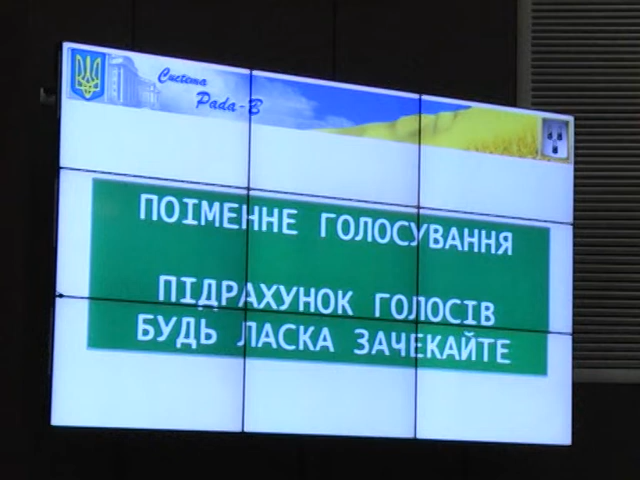 Система
Рада-В
ПОІМЕННЕ ГОЛОСУВАННЯ
ПІДРАХУНОК ГОЛОСІВ
БУДЬ ЛАСКА ЗАЧЕКАЙТЕ